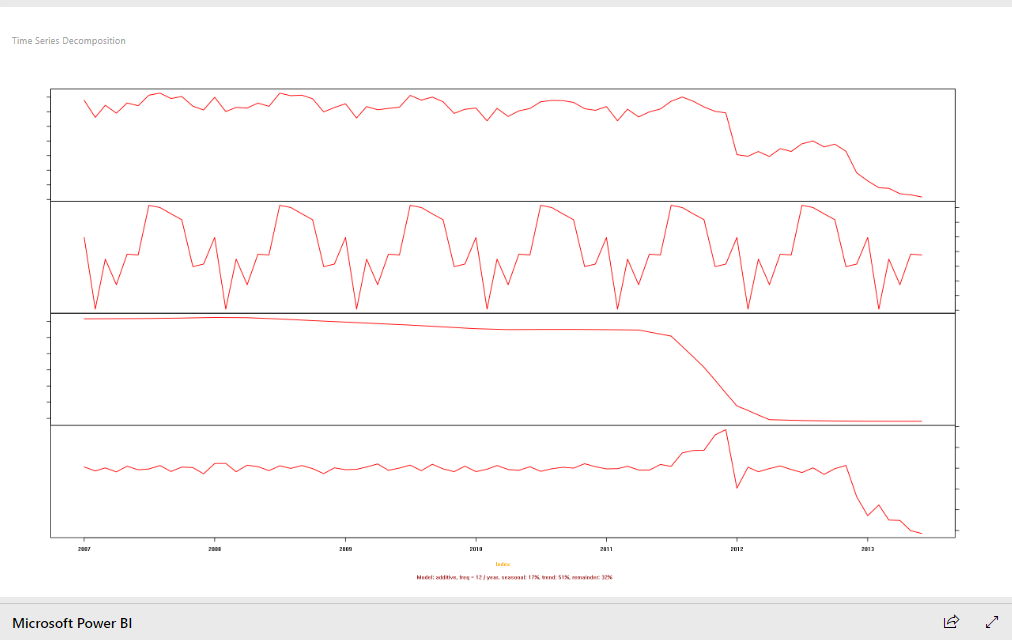 Time Series Decomposition
2007 2008 2009 2010 2011 2012 2013
Index
Model: additive, freq = 12 / year, seasonal: 17%, trend: 51%, remainder: 32%
Microsoft Power BI